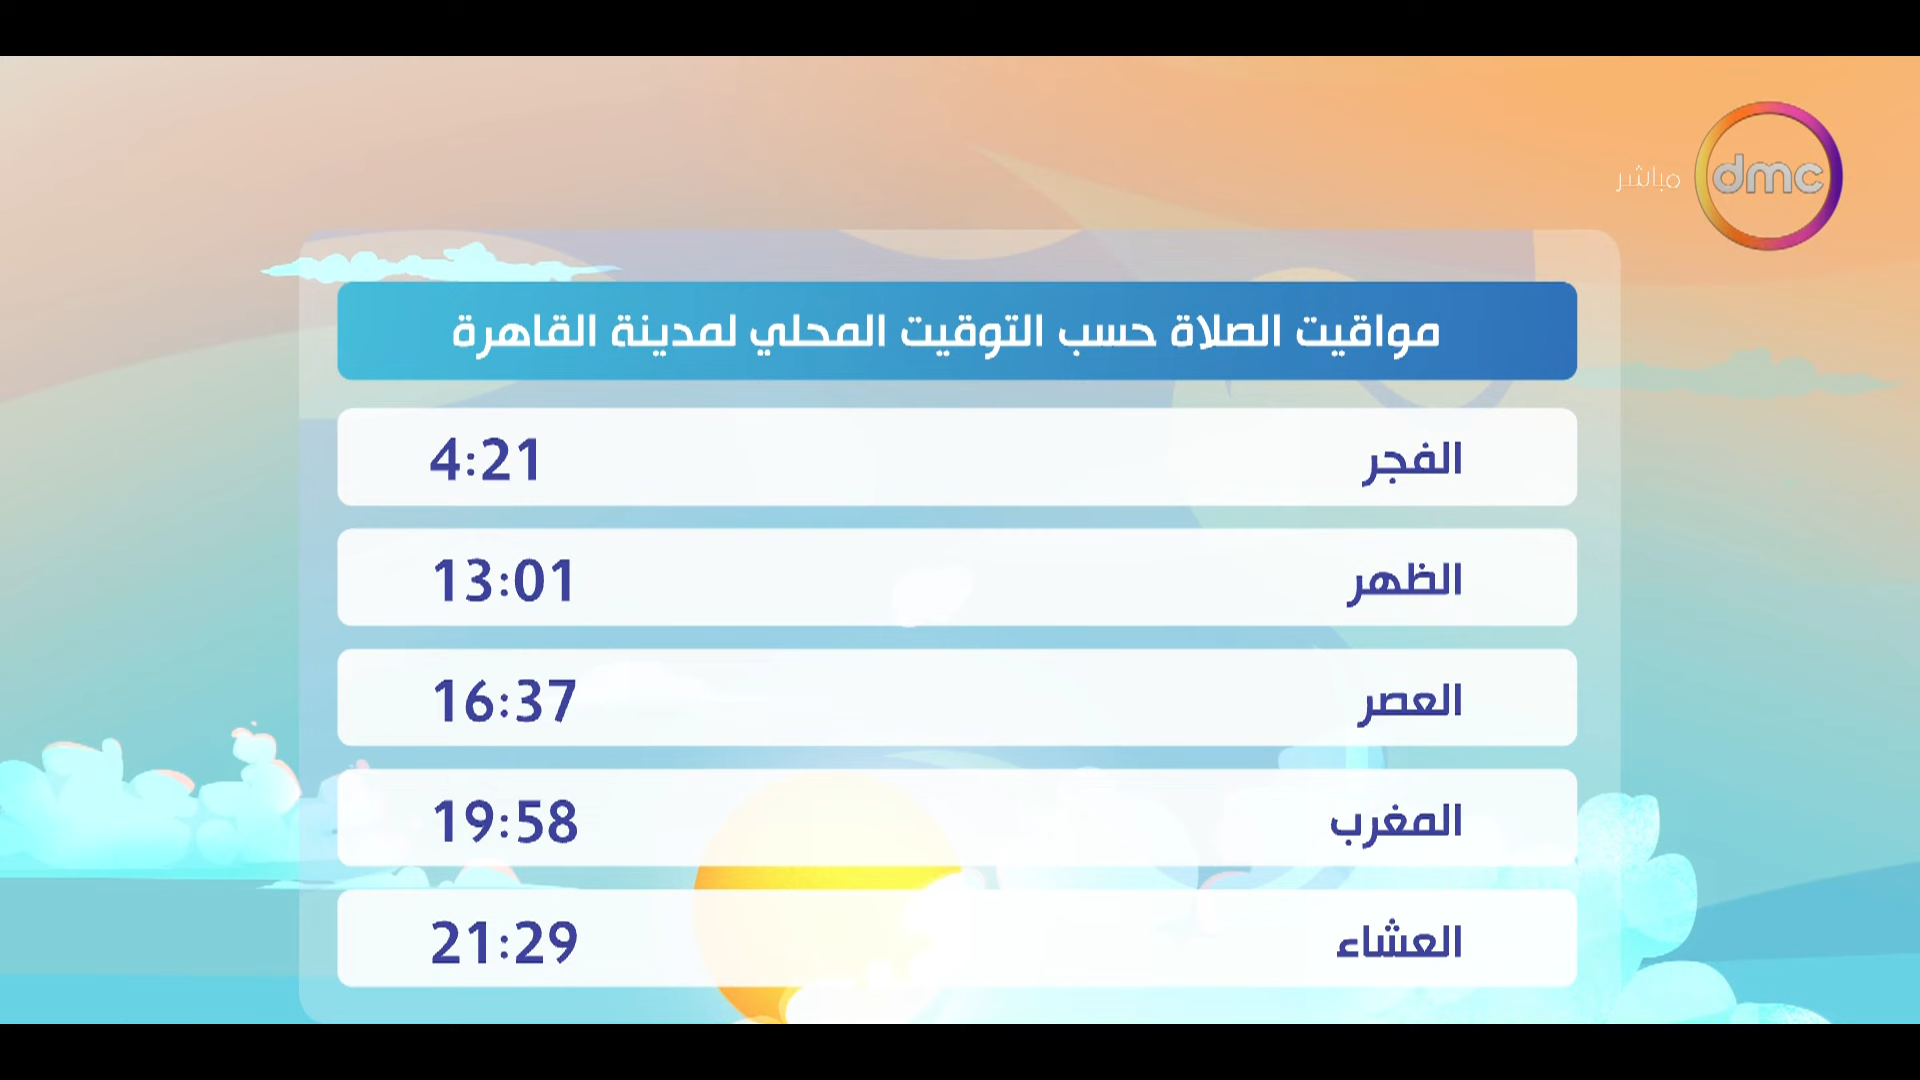 dmc
مباشر
مواقيت الصلاة حسب التوقيت المحلي لمدينة القاهرة
الفجر 4:21
الظهر 13:01
العصر 16:37
المغرب 19:58
العشاء 21:29